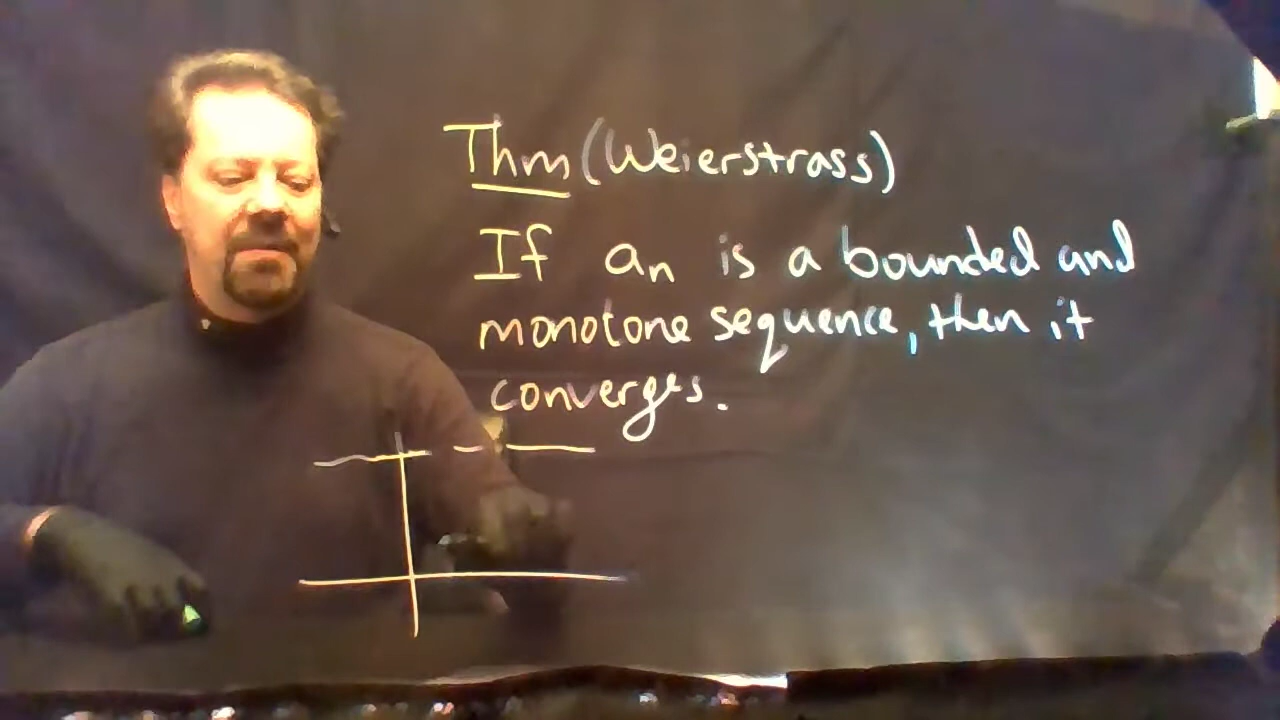 Thm (Weierstrass)
If an is a bounded and
monotone sequence, then it
converges.